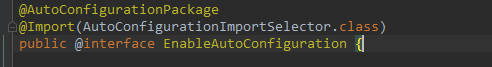 @AutoConfigurationPackage
@Import(AutoConfigurationImportSelector.class)
public @interface EnableAutoConfiguration {